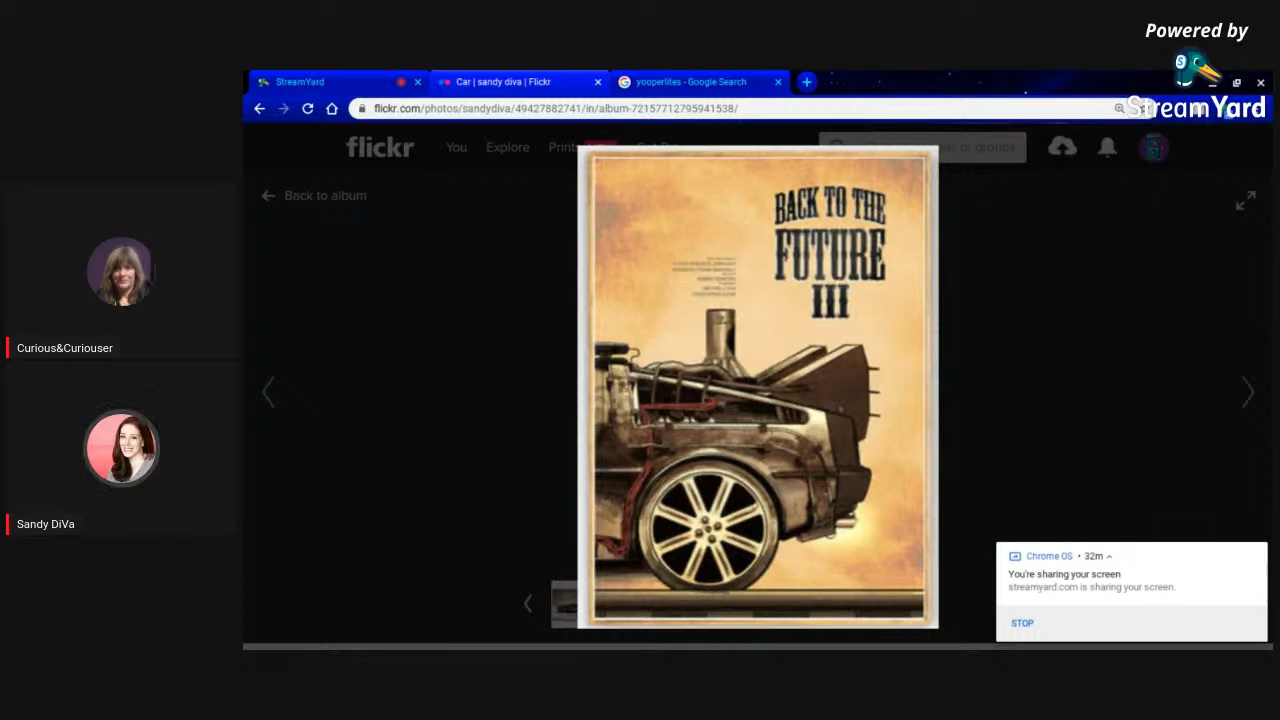 Powered by
StreamYard
StreamYard
Car | sandy diva | Flickr
yooperlites - Google Search
flickr.com/photos/sandydiva/49427882741/in/album-72157712795941538/
flickr
You
Explore
Prints
Back to album
BACK TO THE
FUTURE
III
Curious&Curiouser
Sandy DiVa
Chrome OS • 32m
You're sharing your screen
streamyard.com is sharing your screen.
STOP